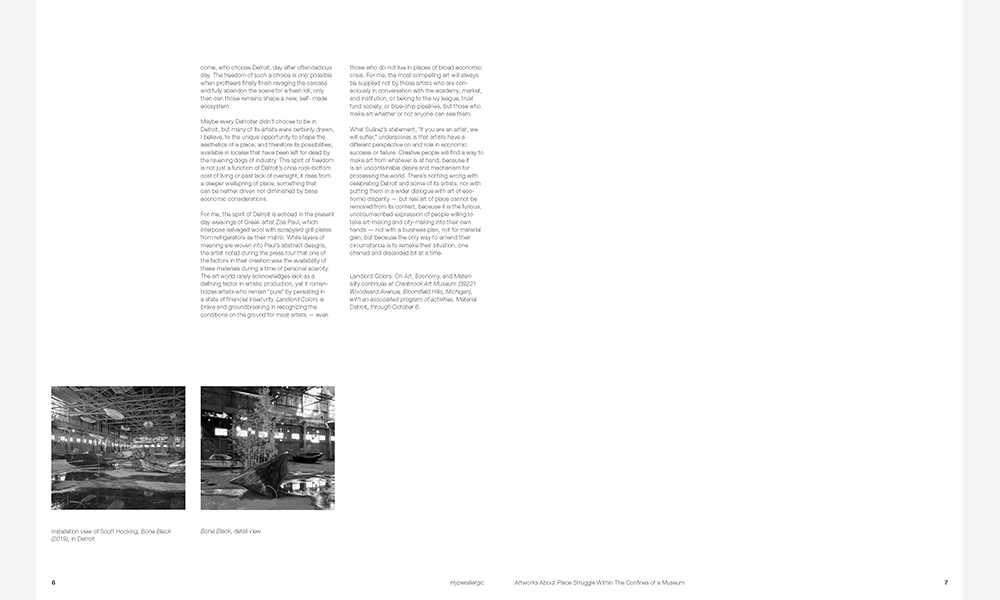 come, who choose Detroit, day after often-tedious
day. The freedom of such a choice is only possible
when profiteers finally finish ravaging the carcass
and fully abandon the scene for a fresh kill; only
then can those remains shape a new, self- made
ecosystem.
Maybe every Detroiter didn't choose to be in
Detroit, but many of its artists were certainly drawn,
I believe, to the unique opportunity to shape the
aesthetics of a place, and therefore its possibilities,
available in locales that have been left for dead by
the ravening dogs of industry. This spirit of freedom
is not just a function of Detroit's once rock-bottom
cost of living or past lack of oversight; it rises from
a deeper wellspring of place, something that
can be neither driven nor diminished by base
economic considerations.
For me, the spirit of Detroit is echoed in the present
day weavings of Greek artist Zoë Paul, which
interpose salvaged wool with scrapyard grill plates
from refrigerators as their matrix. While layers of
meaning are woven into Paul's abstract designs,
the artist noted during the press tour that one of
the factors in their creation was the availability of
these materials during a time of personal scarcity.
The art world rarely acknowledges lack as a
defining factor in artistic production, yet it roman-
ticizes artists who remain "pure" by persisting in
a state of financial insecurity. Landlord Colors is
brave and groundbreaking in recognizing the
conditions on the ground for most artists — even
those who do not live in places of broad economic
crisis. For me, the most compelling art will always
be supplied not by those artists who are con-
sciously in conversation with the academy, market,
and institution, or belong to the ivy league, trust
fund society, or blue-chip pipelines, but those who
make art whether or not anyone can see them.
What Suárez's statement, "If you are an artist, we
will suffer," underscores is that artists have a
different perspective on and role in economic
success or failure. Creative people will find a way to
make art from whatever is at hand, because it
is an uncontainable desire and mechanism for
processing the world. There's nothing wrong with
celebrating Detroit and some of its artists, nor with
putting them in a wider dialogue with art of eco-
nomic disparity — but real art of place cannot be
removed from its context, because it is the furious,
uncircumscribed expression of people willing to
take art-making and city-making into their own
hands — not with a business plan, not for material
gain, but because the only way to amend their
circumstance is to remake their situation, one
charred and discarded bit at a time.
Landlord Colors: On Art, Economy, and Materi-
ality continues at Cranbrook Art Museum (39221
Woodward Avenue, Bloomfield Hills, Michigan),
with an associated program of activities, Material
Detroit, through October 6.
Installation view of Scott Hocking, Bone Black
(2019), in Detroit
Bone Black, detail view
6
Hyperallergic
Artworks About Place Struggle Within The Confines of a Museum
7